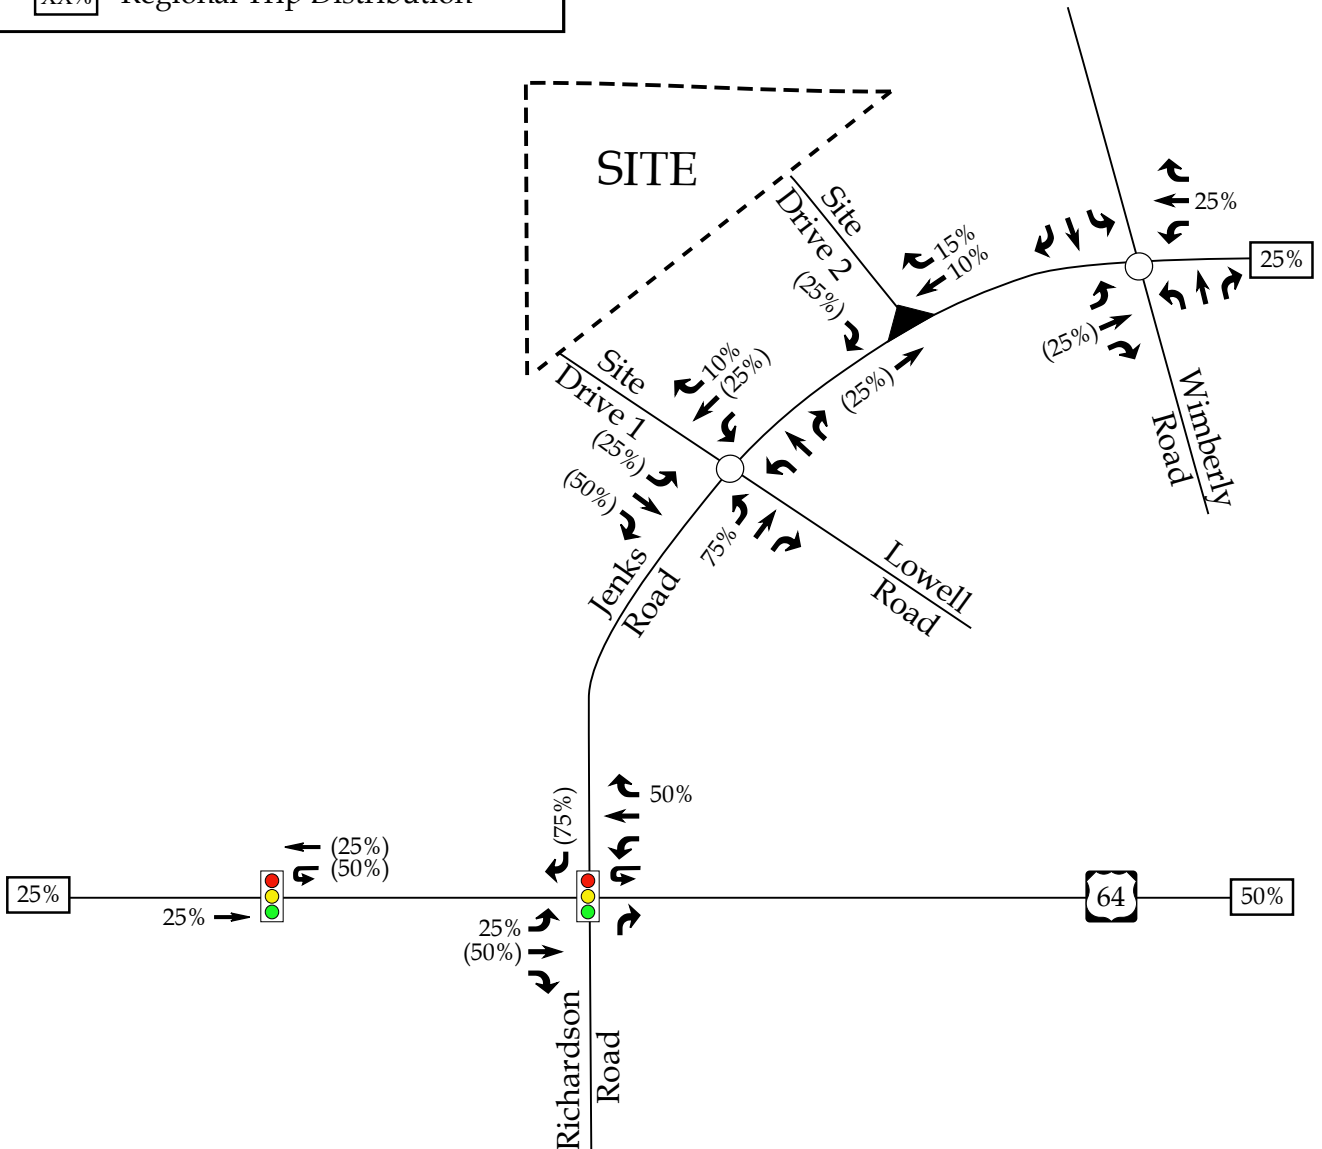 XX% Regional Trip Distribution
SITE
Site
Drive 2
(25%)
15%
10%
25%
25%
(25%)
Wimberly
Road
Site
Drive 1
10%
(25%)
(25%)
(50%)
(25%)
75%
Jenks
Road
Lowell
Road
(75%)
50%
(25%)
(50%)
25%
25%
25%
(50%)
64
50%
Richardson
Road